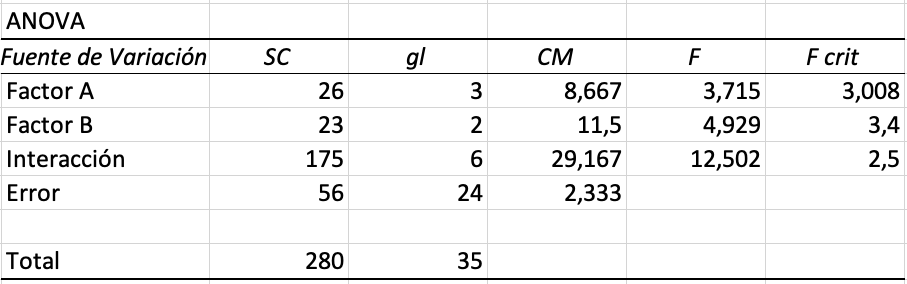 ANOVA
Fuente de Variación SC gl CM F F crit
Factor A 26 3 8,667 3,715 3,008
Factor B 23 2 11,5 4,929 3,4
Interacción 175 6 29,167 12,502 2,5
Error 56 24 2,333
Total 280 35